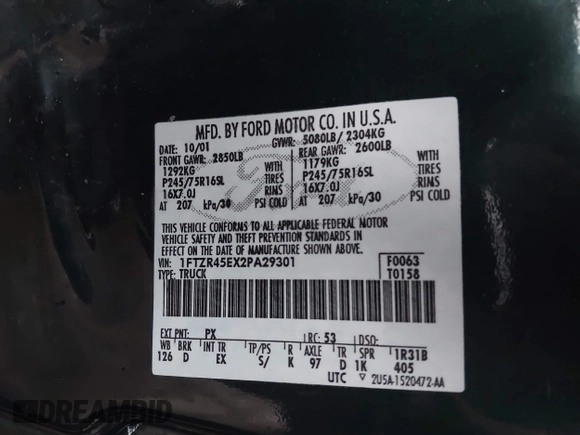 MFD. BY FORD MOTOR CO. IN U.S.A.
DATE: 10/01 GVWR: 5080LB/ 2304KG
FRONT GAWR: 2850LB REAR GAWR: 2600LB
1292KG WITH 1179KG WITH
P245/75R16SL TIRES P245/75R16SL TIRES
16X7.0J RIMS 16X7.0J RIMS
AT 207 kPa/30 PSI COLD AT 207 kPa/30 PSI COLD
THIS VEHICLE CONFORMS TO ALL APPLICABLE FEDERAL MOTOR
VEHICLE SAFETY AND THEFT PREVENTION STANDARDS IN
EFFECT ON THE DATE OF MANUFACTURE SHOWN ABOVE.
VIN: 1FTZR45EX2PA29301 F0063
TYPE: TRUCK T0158
EXT PNT: PX RC: 53 DSO:
WB BRK INT TR TP/PS R AXLE TR SPR 1R31B
126 D EX S/ K 97 D 1K 405
UTC ▽ 2U5A-1520472-AA
DREAMBID